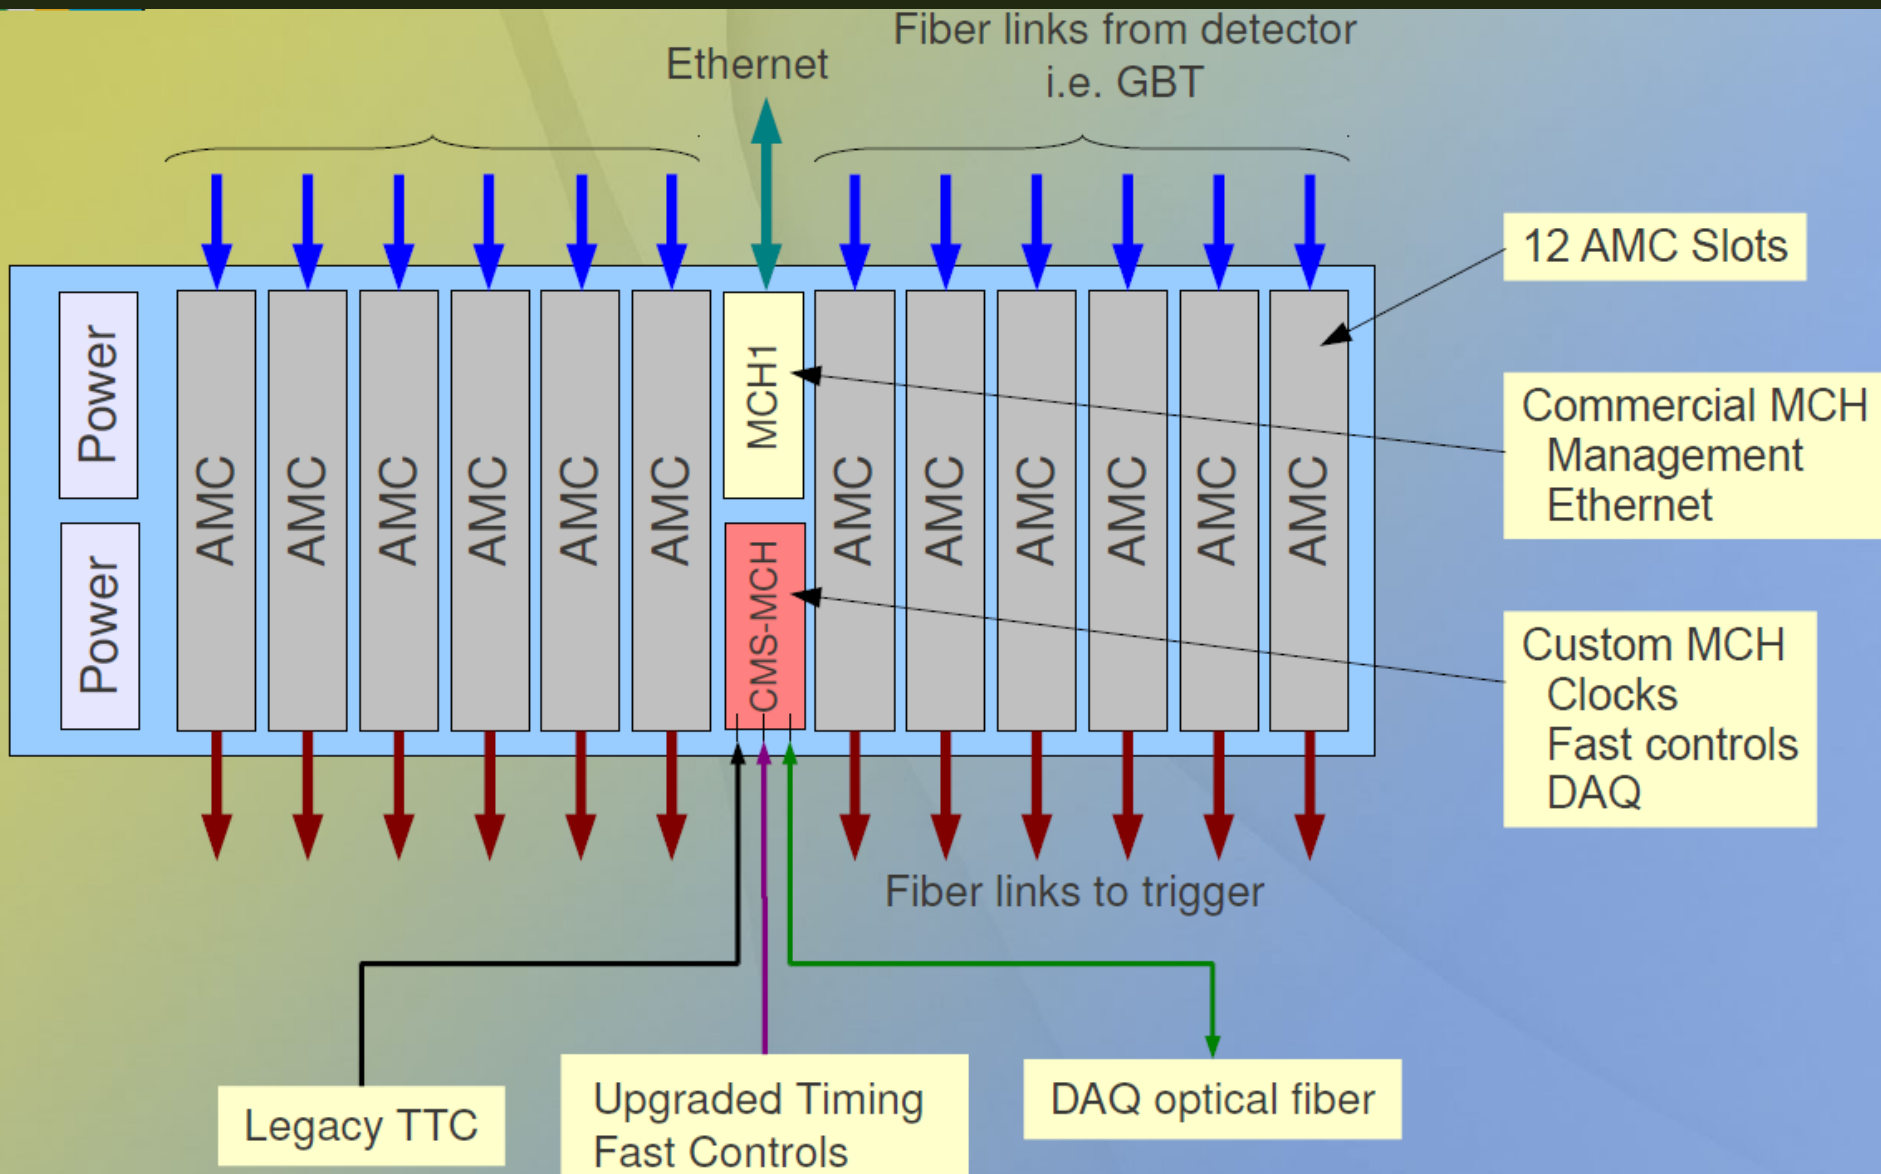 Ethernet
Fiber links from detector
i.e. GBT
Power
Power
AMC
AMC
AMC
AMC
AMC
AMC
MCH1
CMS-MCH
AMC
AMC
AMC
AMC
AMC
AMC
12 AMC Slots
Commercial MCH
Management
Ethernet
Custom MCH
Clocks
Fast controls
DAQ
Fiber links to trigger
Legacy TTC
Upgraded Timing
Fast Controls
DAQ optical fiber